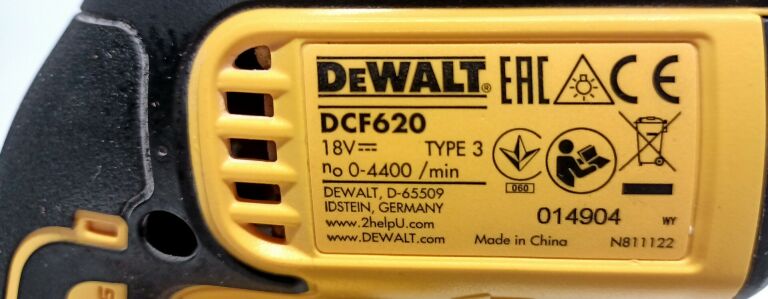 DEWALT®
DCF620
18V⎓ TYPE 3
n₀ 0-4400 /min
DEWALT, D-65509
IDSTEIN, GERMANY
www.2helpU.com
www.DEWALT.com
EAC CE
060
014904 WY
Made in China N811122